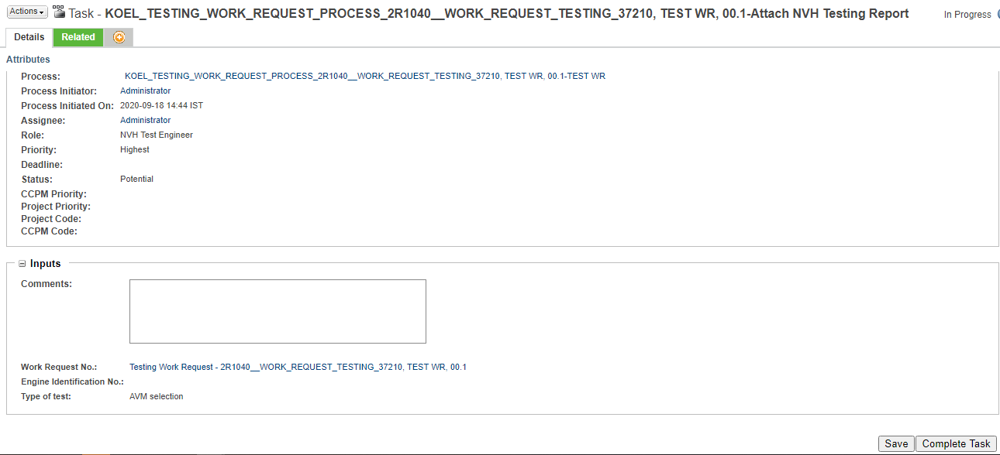 Actions Task - KOEL_TESTING_WORK_REQUEST_PROCESS_2R1040__WORK_REQUEST_TESTING_37210, TEST WR, 00.1-Attach NVH Testing Report In Progress
Details Related
Attributes
Process: KOEL_TESTING_WORK_REQUEST_PROCESS_2R1040__WORK_REQUEST_TESTING_37210, TEST WR, 00.1-TEST WR
Process Initiator: Administrator
Process Initiated On: 2020-09-18 14:44 IST
Assignee: Administrator
Role: NVH Test Engineer
Priority: Highest
Deadline:
Status: Potential
CCPM Priority:
Project Priority:
Project Code:
CCPM Code:
Inputs
Comments:
Work Request No.: Testing Work Request - 2R1040__WORK_REQUEST_TESTING_37210, TEST WR, 00.1
Engine Identification No.:
Type of test: AVM selection
Save Complete Task